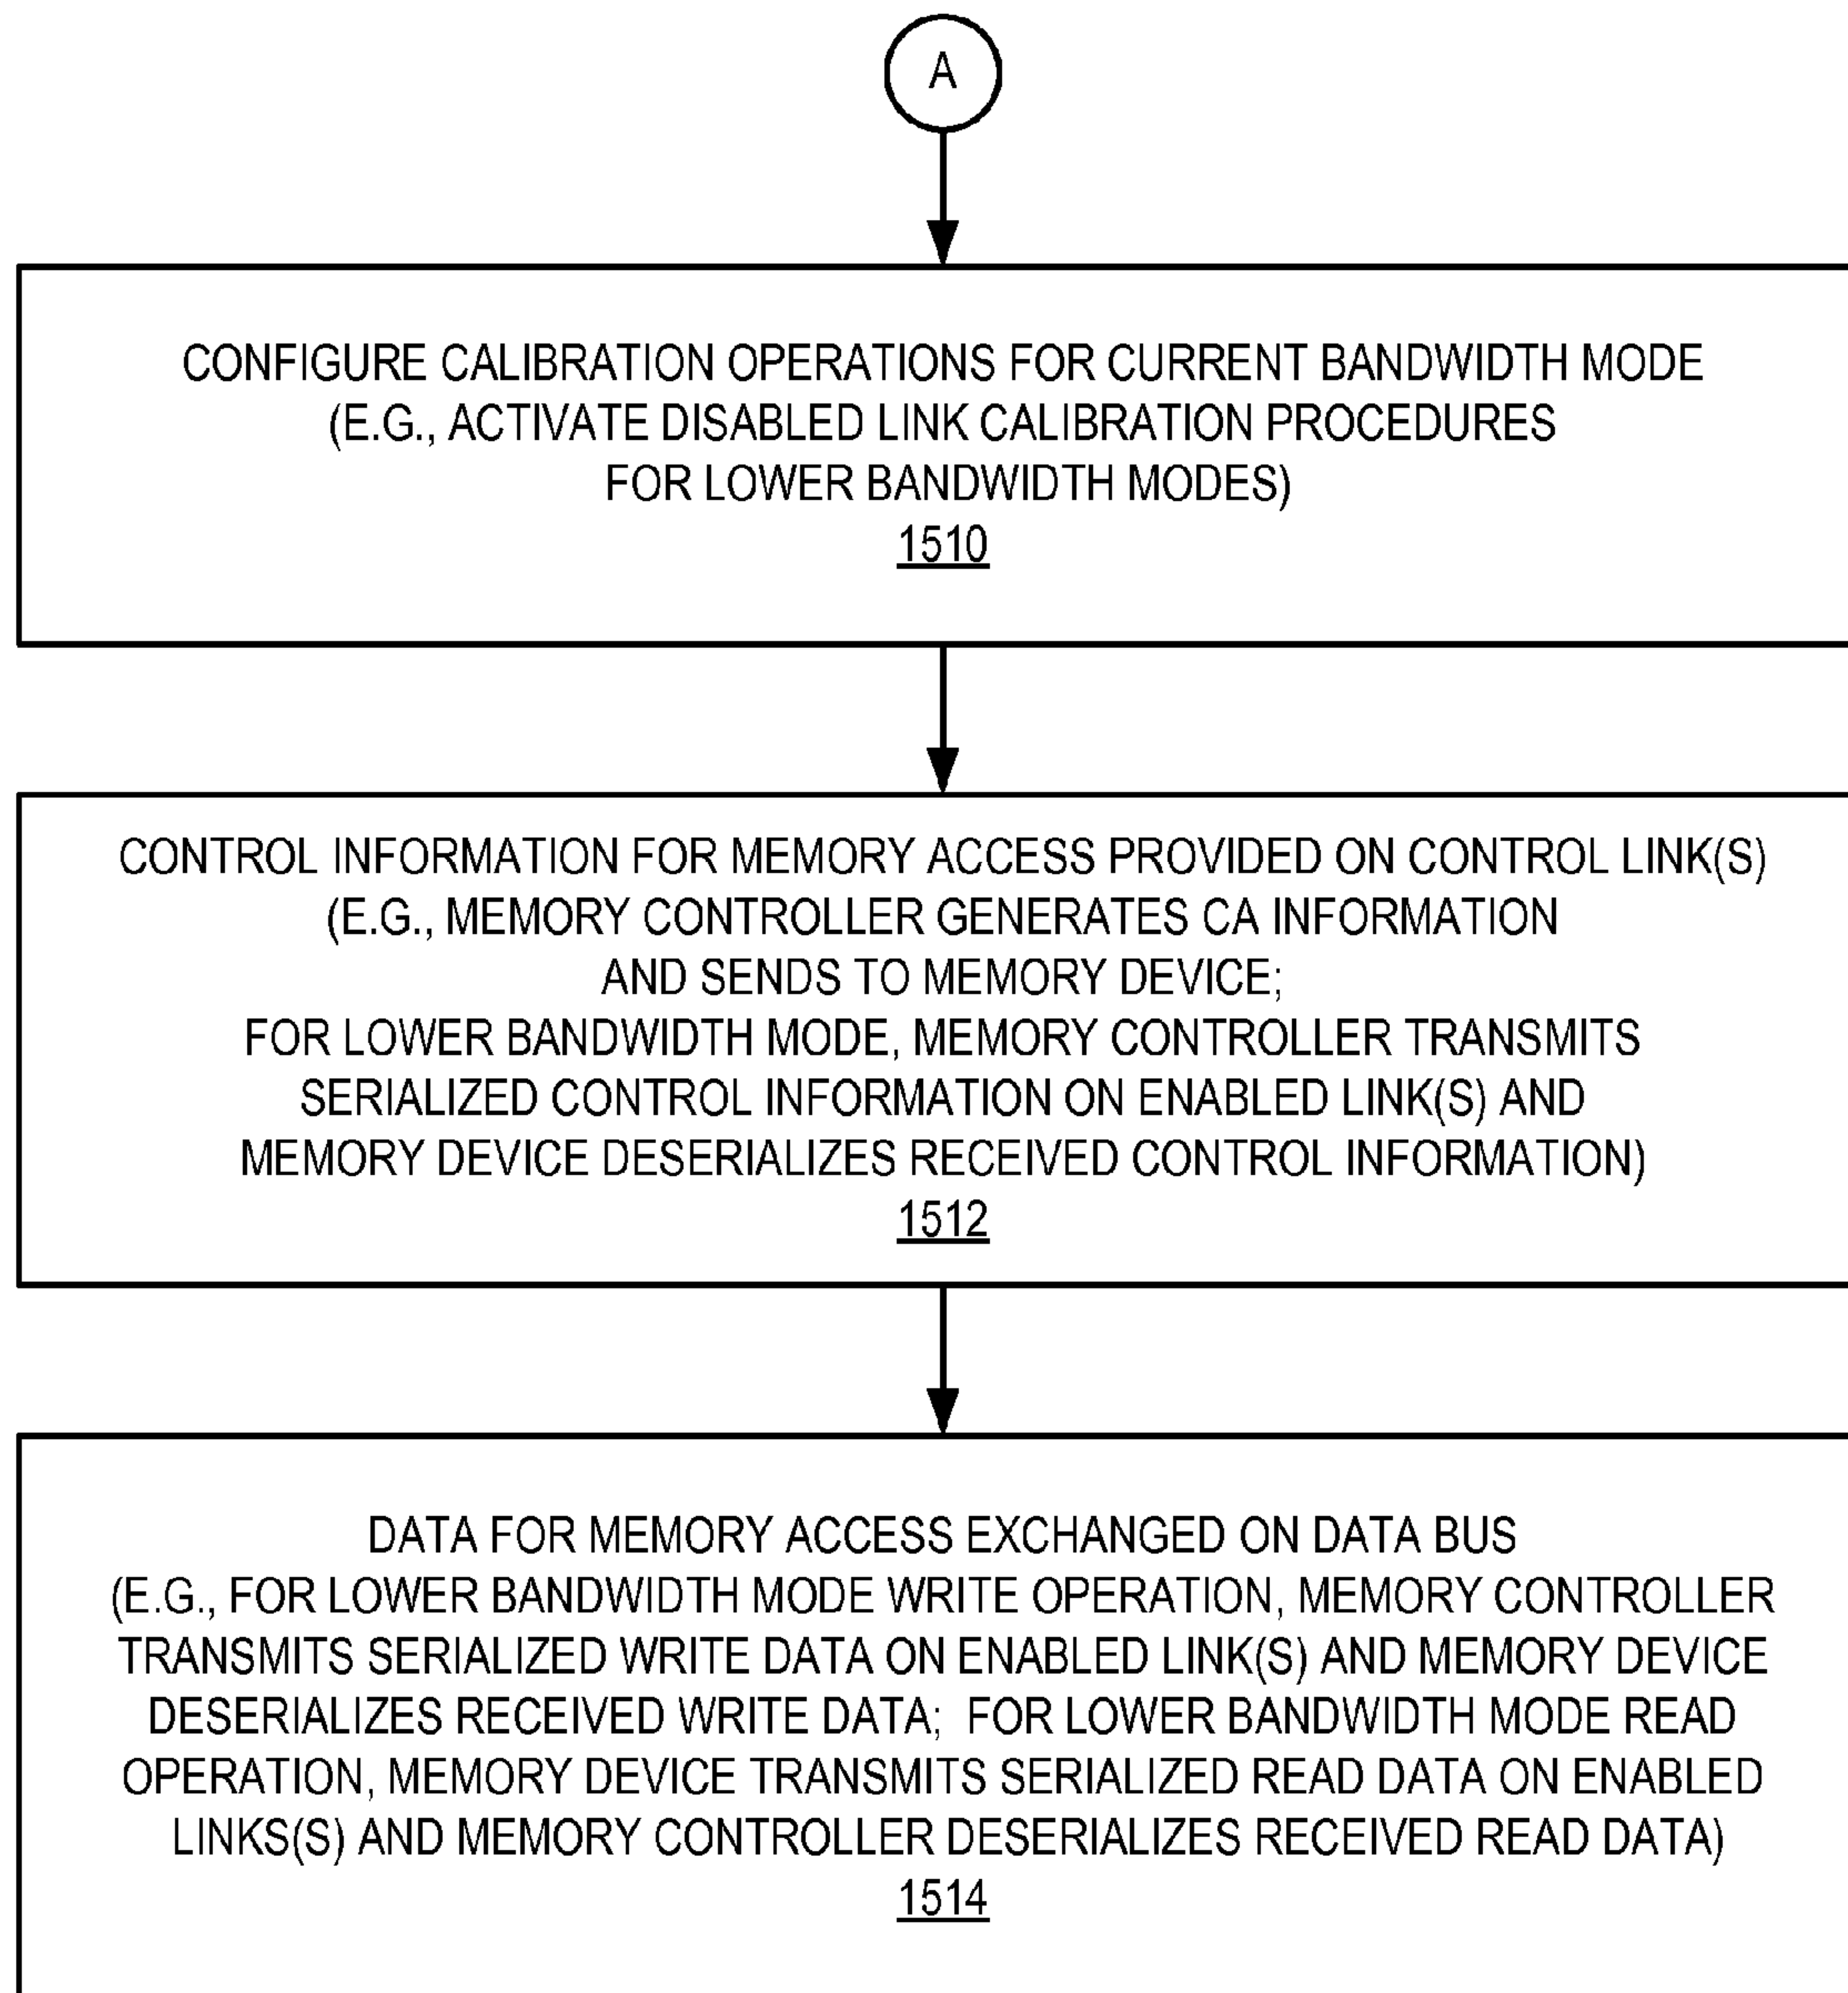 A
CONFIGURE CALIBRATION OPERATIONS FOR CURRENT BANDWIDTH MODE
(E.G., ACTIVATE DISABLED LINK CALIBRATION PROCEDURES
FOR LOWER BANDWIDTH MODES)
1510
CONTROL INFORMATION FOR MEMORY ACCESS PROVIDED ON CONTROL LINK(S)
(E.G., MEMORY CONTROLLER GENERATES CA INFORMATION
AND SENDS TO MEMORY DEVICE;
FOR LOWER BANDWIDTH MODE, MEMORY CONTROLLER TRANSMITS
SERIALIZED CONTROL INFORMATION ON ENABLED LINK(S) AND
MEMORY DEVICE DESERIALIZES RECEIVED CONTROL INFORMATION)
1512
DATA FOR MEMORY ACCESS EXCHANGED ON DATA BUS
(E.G., FOR LOWER BANDWIDTH MODE WRITE OPERATION, MEMORY CONTROLLER
TRANSMITS SERIALIZED WRITE DATA ON ENABLED LINK(S) AND MEMORY DEVICE
DESERIALIZES RECEIVED WRITE DATA; FOR LOWER BANDWIDTH MODE READ
OPERATION, MEMORY DEVICE TRANSMITS SERIALIZED READ DATA ON ENABLED
LINKS(S) AND MEMORY CONTROLLER DESERIALIZES RECEIVED READ DATA)
1514